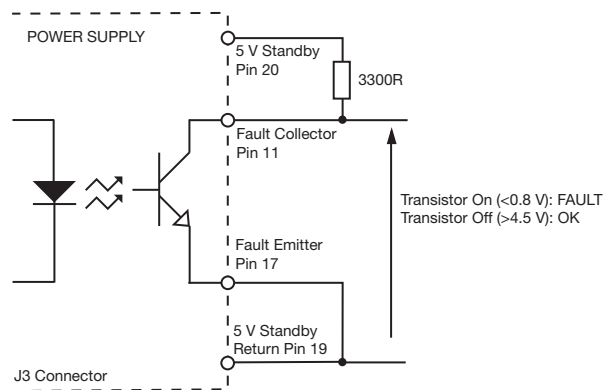 POWER SUPPLY
5 V Standby
Pin 20
3300R
Fault Collector
Pin 11
Transistor On (<0.8 V): FAULT
Transistor Off (>4.5 V): OK
Fault Emitter
Pin 17
5 V Standby
Return Pin 19
J3 Connector